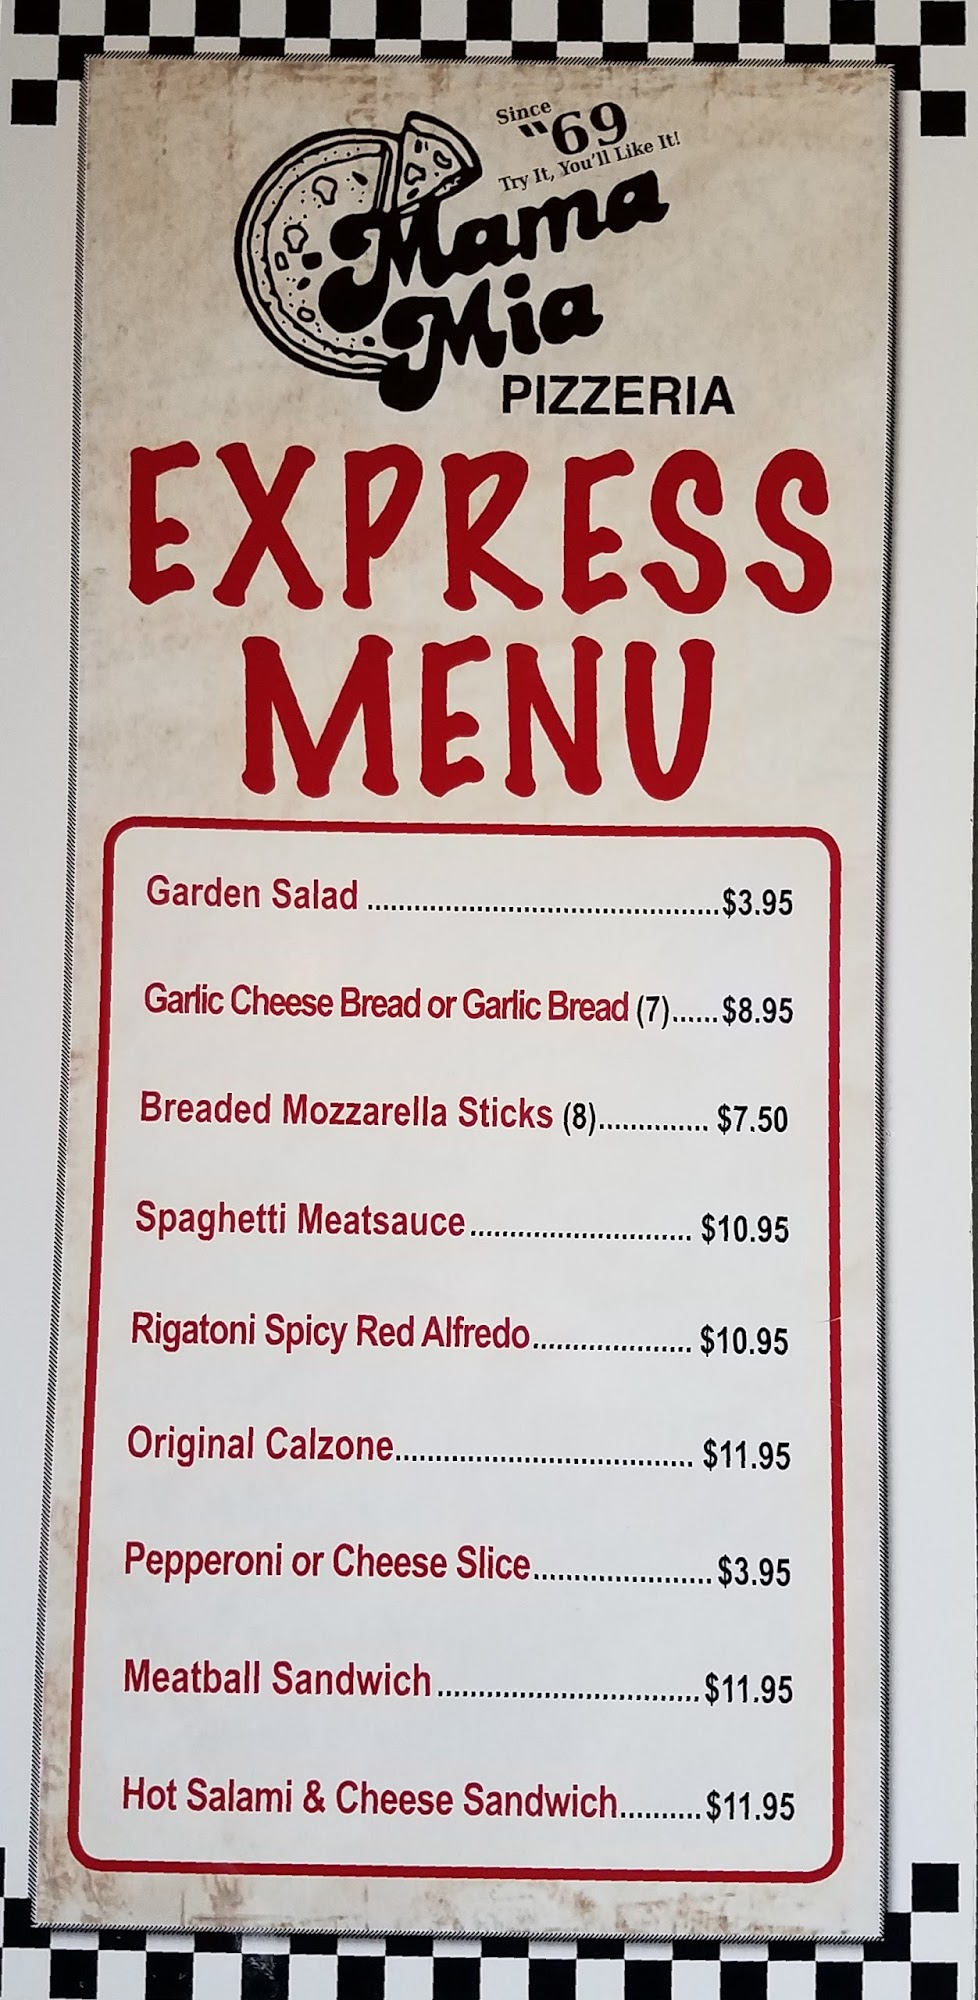 Since
"69
Try It, You'll Like It!
Mama
Mia
PIZZERIA
EXPRESS
MENU
Garden Salad ............................................$3.95
Garlic Cheese Bread or Garlic Bread (7)......$8.95
Breaded Mozzarella Sticks (8).............. $7.50
Spaghetti Meatsauce............................ $10.95
Rigatoni Spicy Red Alfredo.................... $10.95
Original Calzone...................................... $11.95
Pepperoni or Cheese Slice.......................$3.95
Meatball Sandwich.................................$11.95
Hot Salami & Cheese Sandwich..........$11.95